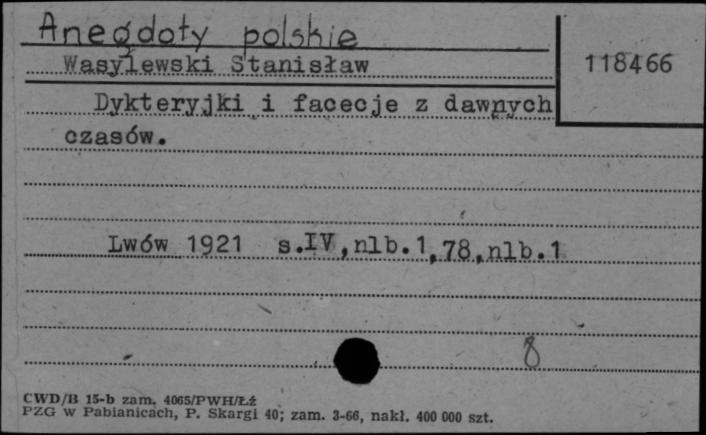 Anegdoty polskie
Wasylewski Stanisław
118466
Dykteryjki i facecje z dawnych
czasów.
Lwów 1921 s.IV,nlb.1,78,nlb.1
8
CWD/B 15-b zam. 4065/PWH/Łź
PZG w Pabianicach, P. Skargi 40; zam. 3-66, nakł. 400 000 szt.